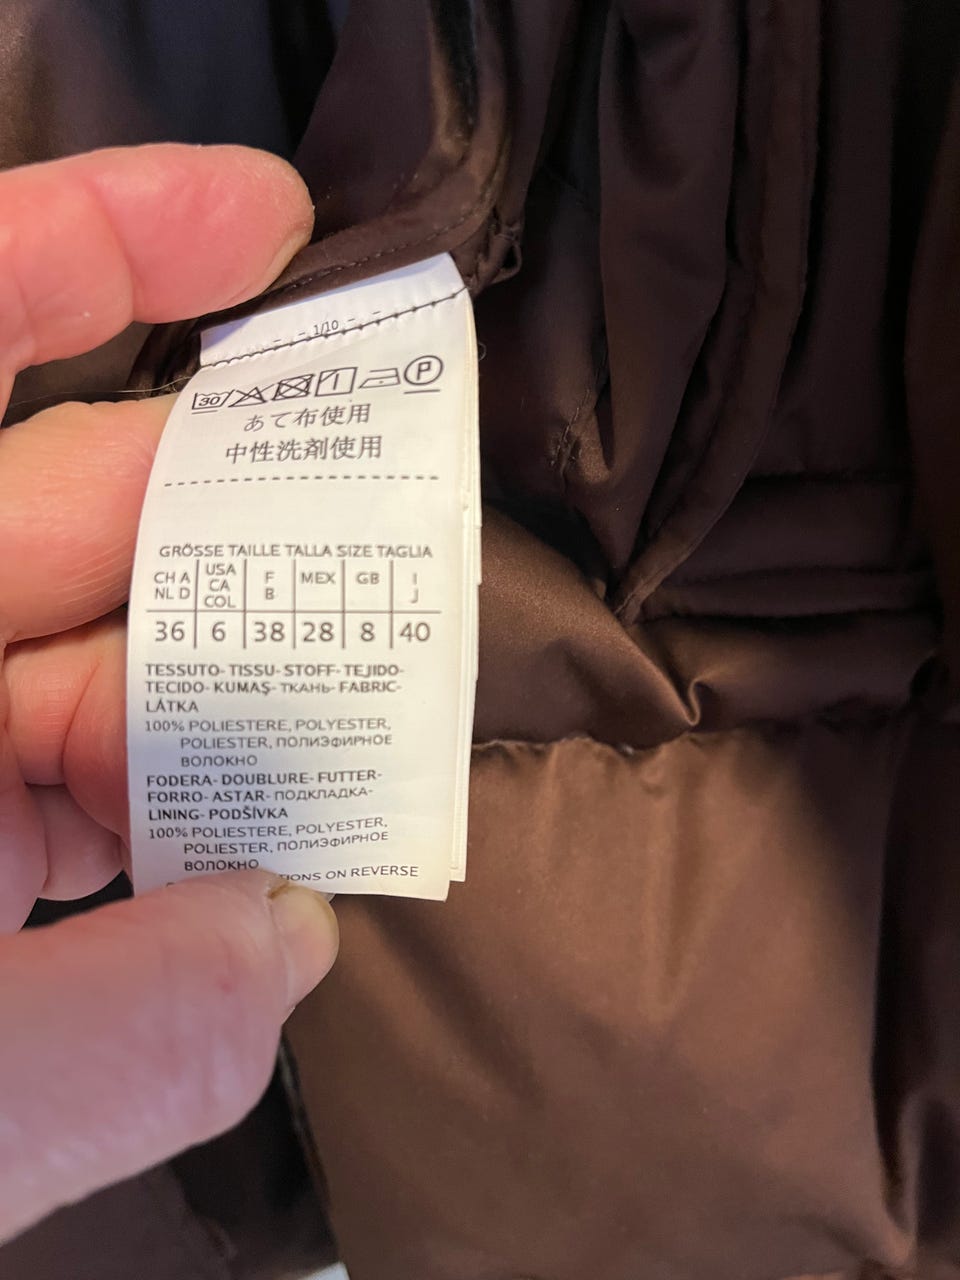 - - 1/10 - -
30 P
あて布使用
中性洗剤使用
GRÖSSE TAILLE TALLA SIZE TAGLIA
CH A NL D USA CA COL F B MEX GB I J
36 6 38 28 8 40
TESSUTO- TISSU- STOFF- TEJIDO-
TECIDO- KUMAŞ- ТКАНЬ- FABRIC-
LÁTKA
100% POLIESTERE, POLYESTER,
POLIESTER, ПОЛИЭФИРНОЕ
ВОЛОКНО
FODERA- DOUBLURE- FUTTER-
FORRO- ASTAR- ПОДКЛАДКА-
LINING- PODŠÍVKA
100% POLIESTERE, POLYESTER,
POLIESTER, ПОЛИЭФИРНОЕ
ВОЛОКНО
ON REVERSE